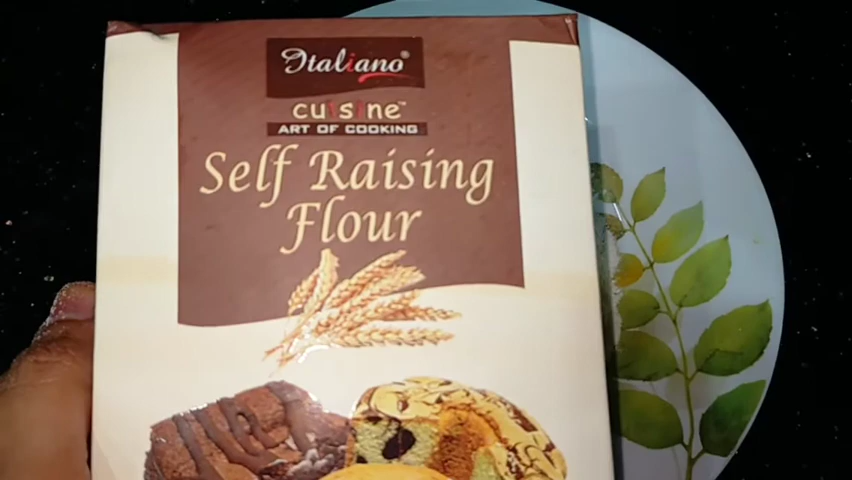 Italiano®
cuisine™
ART OF COOKING
Self Raising
Flour